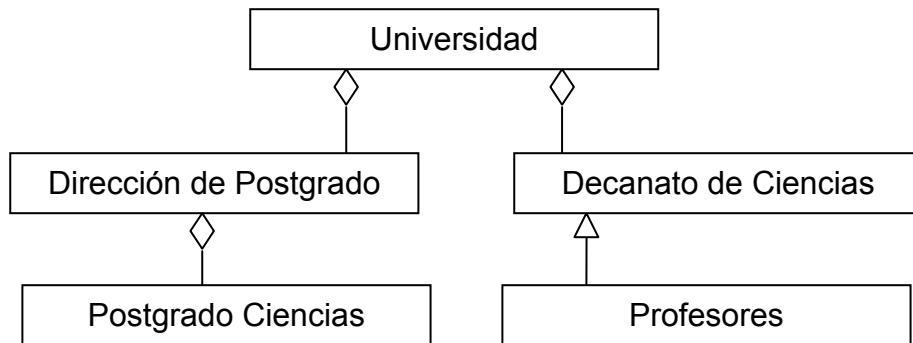 Universidad
Dirección de Postgrado
Decanato de Ciencias
Postgrado Ciencias
Profesores